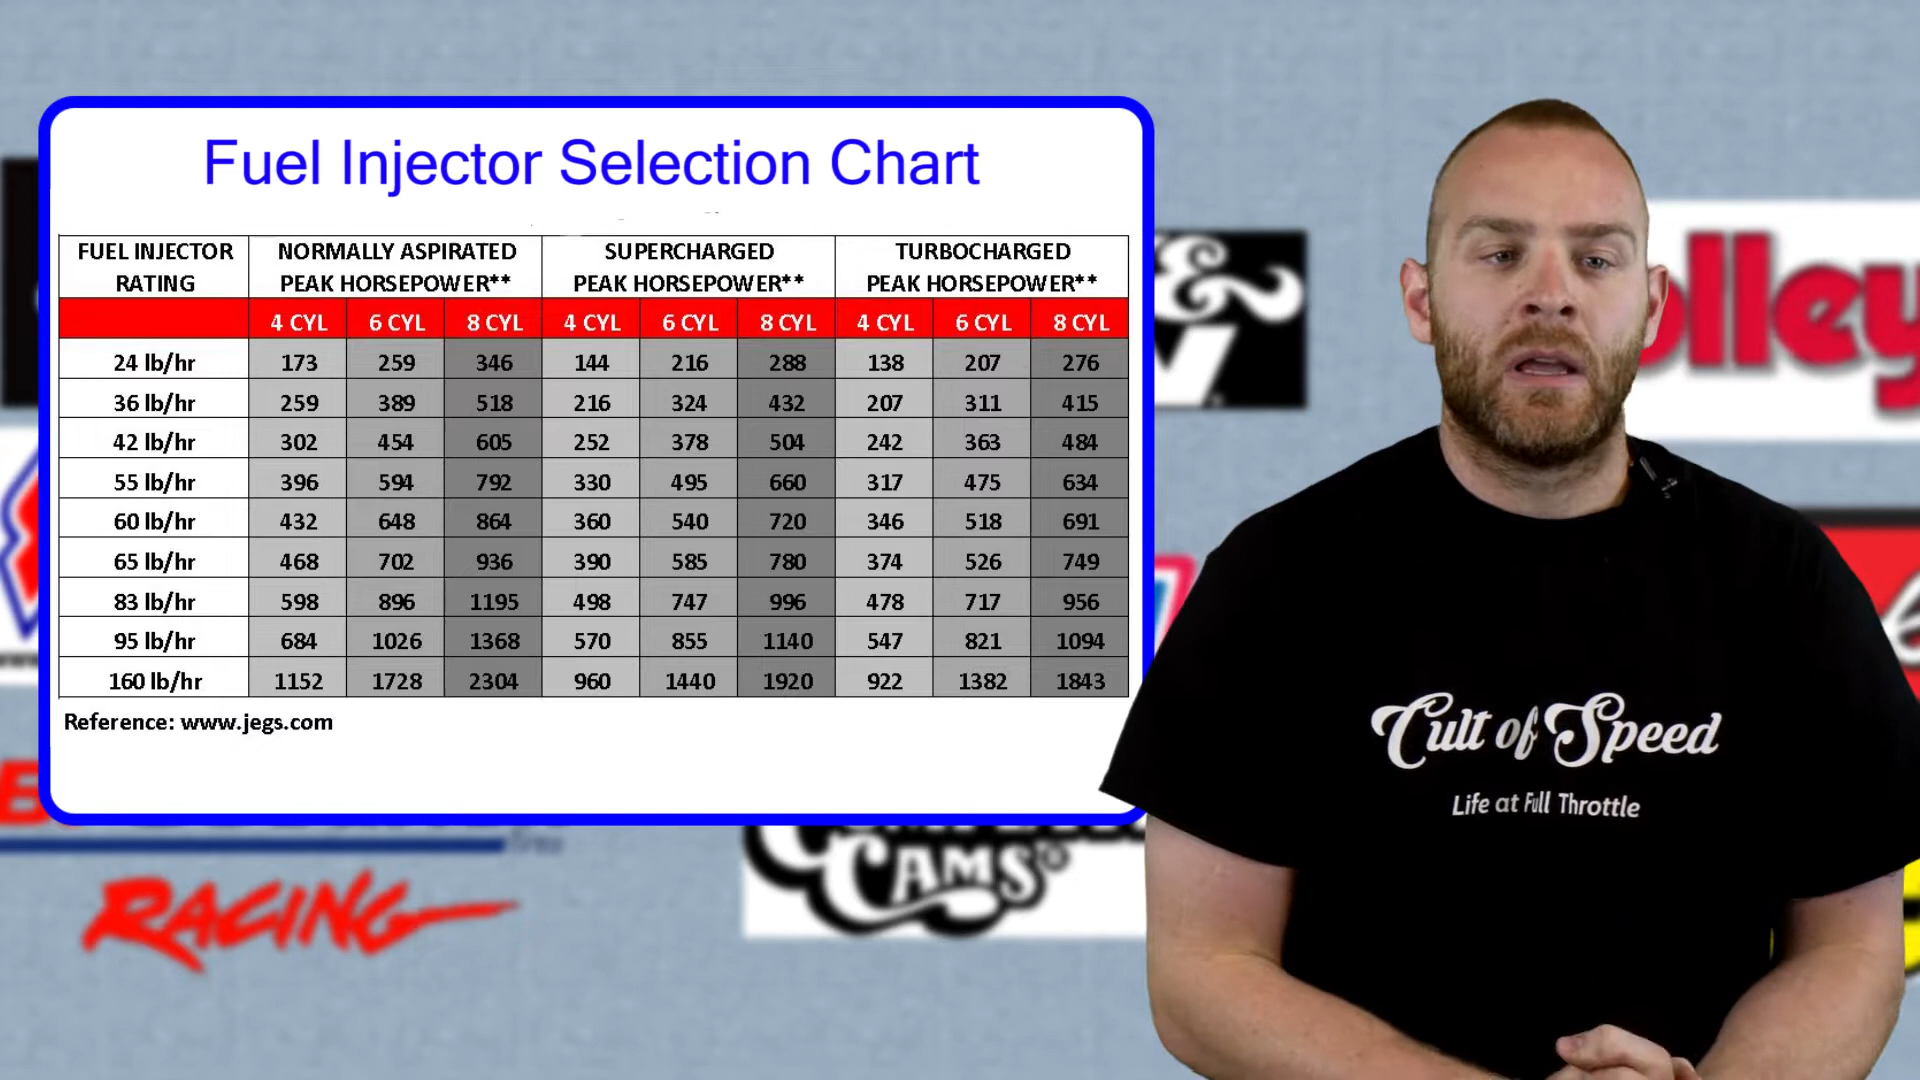 Fuel Injector Selection Chart
FUEL INJECTOR RATING NORMALLY ASPIRATED PEAK HORSEPOWER** SUPERCHARGED PEAK HORSEPOWER** TURBOCHARGED PEAK HORSEPOWER**
4 CYL 6 CYL 8 CYL 4 CYL 6 CYL 8 CYL 4 CYL 6 CYL 8 CYL
24 lb/hr 173 259 346 144 216 288 138 207 276
36 lb/hr 259 389 518 216 324 432 207 311 415
42 lb/hr 302 454 605 252 378 504 242 363 484
55 lb/hr 396 594 792 330 495 660 317 475 634
60 lb/hr 432 648 864 360 540 720 346 518 691
65 lb/hr 468 702 936 390 585 780 374 526 749
83 lb/hr 598 896 1195 498 747 996 478 717 956
95 lb/hr 684 1026 1368 570 855 1140 547 821 1094
160 lb/hr 1152 1728 2304 960 1440 1920 922 1382 1843
Reference: www.jegs.com
Cult of Speed
Life at Full Throttle
olley
CAMS
RACING